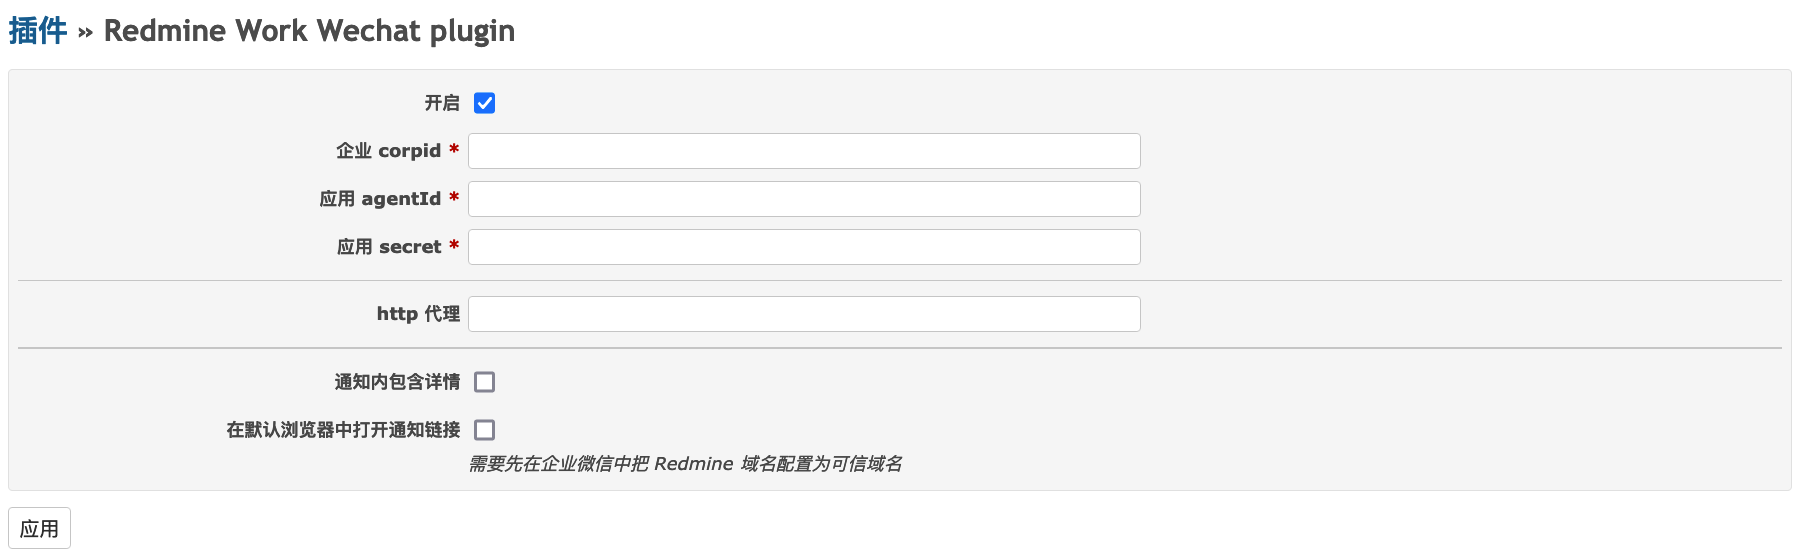 插件 » Redmine Work Wechat plugin
开启
企业 corpid *
应用 agentId *
应用 secret *
http 代理
通知内包含详情
在默认浏览器中打开通知链接
需要先在企业微信中把 Redmine 域名配置为可信域名
应用